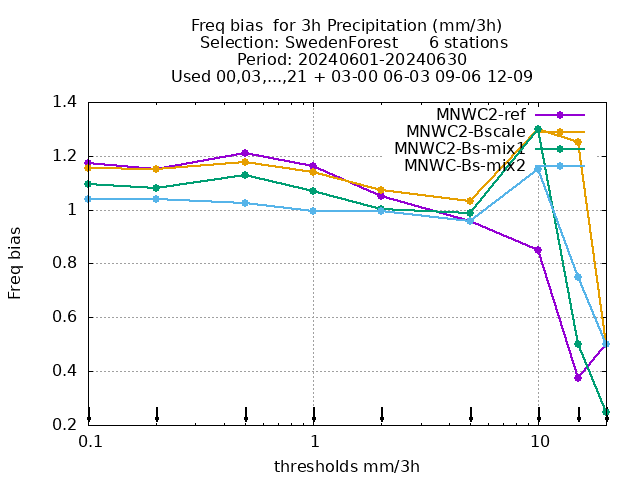 Freq bias  for 3h Precipitation (mm/3h)
Selection: SwedenForest      6 stations
Period: 20240601-20240630
Used 00,03,...,21 + 03-00 06-03 09-06 12-09
MNWC2-ref
MNWC2-Bscale
MNWC2-Bs-mix1
MNWC-Bs-mix2
1.4
1.2
1
0.8
0.6
0.4
0.2
Freq bias
0.1 1 10
thresholds mm/3h